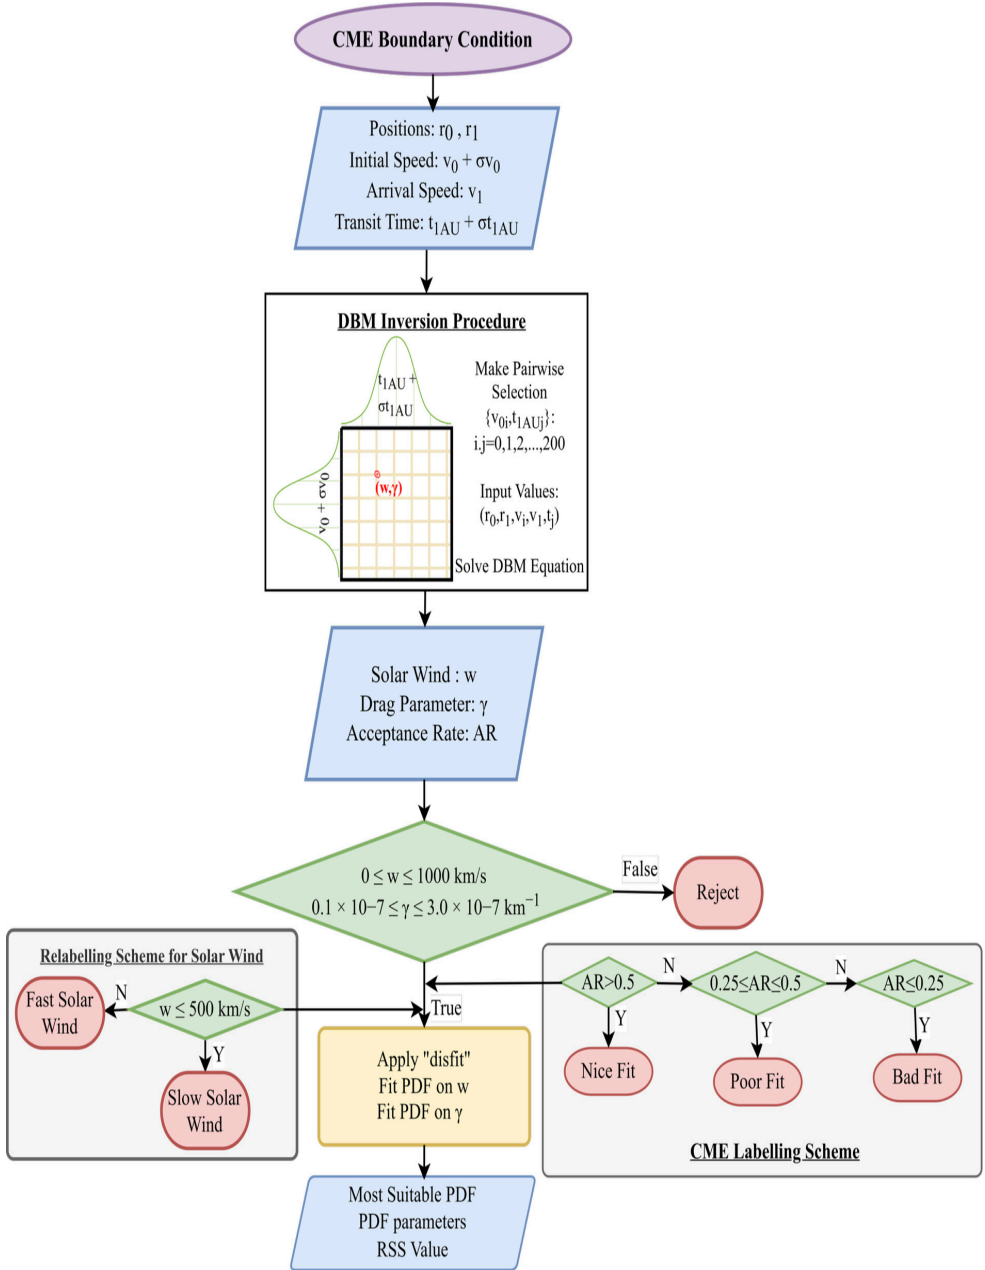 CME Boundary Condition
Positions: r0 , r1
Initial Speed: v0 + σv0
Arrival Speed: v1
Transit Time: t1AU + σt1AU
DBM Inversion Procedure
t1AU +
σt1AU
v0 + σv0
(w,γ)
Make Pairwise
Selection
{v0i,t1AUj}:
i.j=0,1,2,...,200
Input Values:
(r0,r1,vi,v1,tj)
Solve DBM Equation
Solar Wind : w
Drag Parameter: γ
Acceptance Rate: AR
0 ≤ w ≤ 1000 km/s
0.1 × 10−7 ≤ γ ≤ 3.0 × 10−7 km−1
False
Reject
True
Relabelling Scheme for Solar Wind
w ≤ 500 km/s
N
Fast Solar
Wind
Y
Slow Solar
Wind
AR>0.5
N
0.25≤AR≤0.5
N
AR≤0.25
Y
Y
Y
Nice Fit
Poor Fit
Bad Fit
CME Labelling Scheme
Apply "disfit"
Fit PDF on w
Fit PDF on γ
Most Suitable PDF
PDF parameters
RSS Value